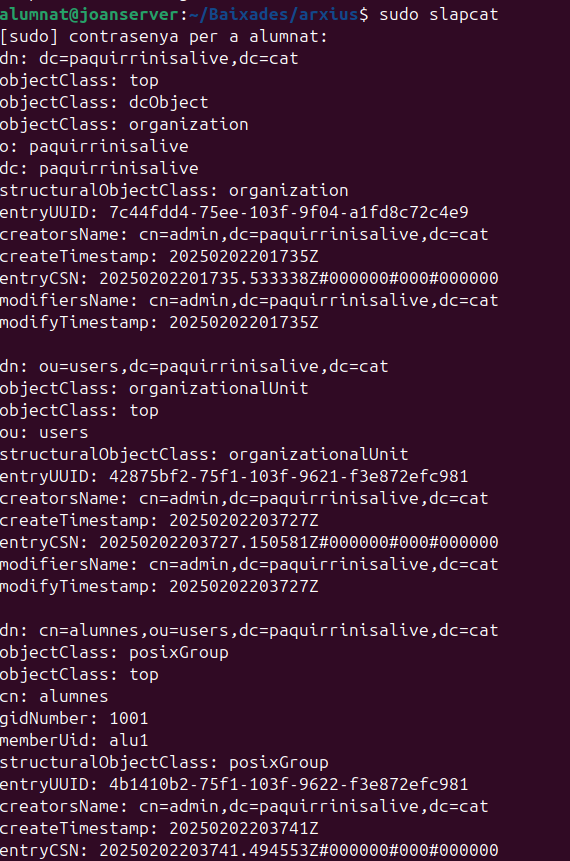 alumnat@joanserver:~/Baixades/arxius$ sudo slapcat
[sudo] contrasenya per a alumnat:
dn: dc=paquirrinisalive,dc=cat
objectClass: top
objectClass: dcObject
objectClass: organization
o: paquirrinisalive
dc: paquirrinisalive
structuralObjectClass: organization
entryUUID: 7c44fdd4-75ee-103f-9f04-a1fd8c72c4e9
creatorsName: cn=admin,dc=paquirrinisalive,dc=cat
createTimestamp: 20250202201735Z
entryCSN: 20250202201735.533338Z#000000#000#000000
modifiersName: cn=admin,dc=paquirrinisalive,dc=cat
modifyTimestamp: 20250202201735Z
dn: ou=users,dc=paquirrinisalive,dc=cat
objectClass: organizationalUnit
objectClass: top
ou: users
structuralObjectClass: organizationalUnit
entryUUID: 42875bf2-75f1-103f-9621-f3e872efc981
creatorsName: cn=admin,dc=paquirrinisalive,dc=cat
createTimestamp: 20250202203727Z
entryCSN: 20250202203727.150581Z#000000#000#000000
modifiersName: cn=admin,dc=paquirrinisalive,dc=cat
modifyTimestamp: 20250202203727Z
dn: cn=alumnes,ou=users,dc=paquirrinisalive,dc=cat
objectClass: posixGroup
objectClass: top
cn: alumnes
gidNumber: 1001
memberUid: alu1
structuralObjectClass: posixGroup
entryUUID: 4b1410b2-75f1-103f-9622-f3e872efc981
creatorsName: cn=admin,dc=paquirrinisalive,dc=cat
createTimestamp: 20250202203741Z
entryCSN: 20250202203741.494553Z#000000#000#000000